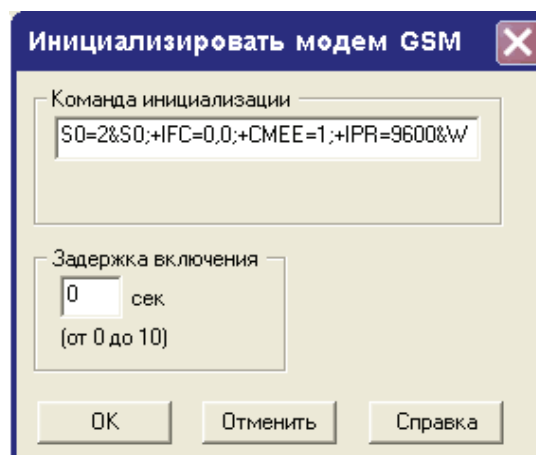 Инициализировать модем GSM
Команда инициализации
S0=2&S0;+IFC=0,0;+CMEE=1;+IPR=9600&W
Задержка включения
0 сек
(от 0 до 10)
OK Отменить Справка